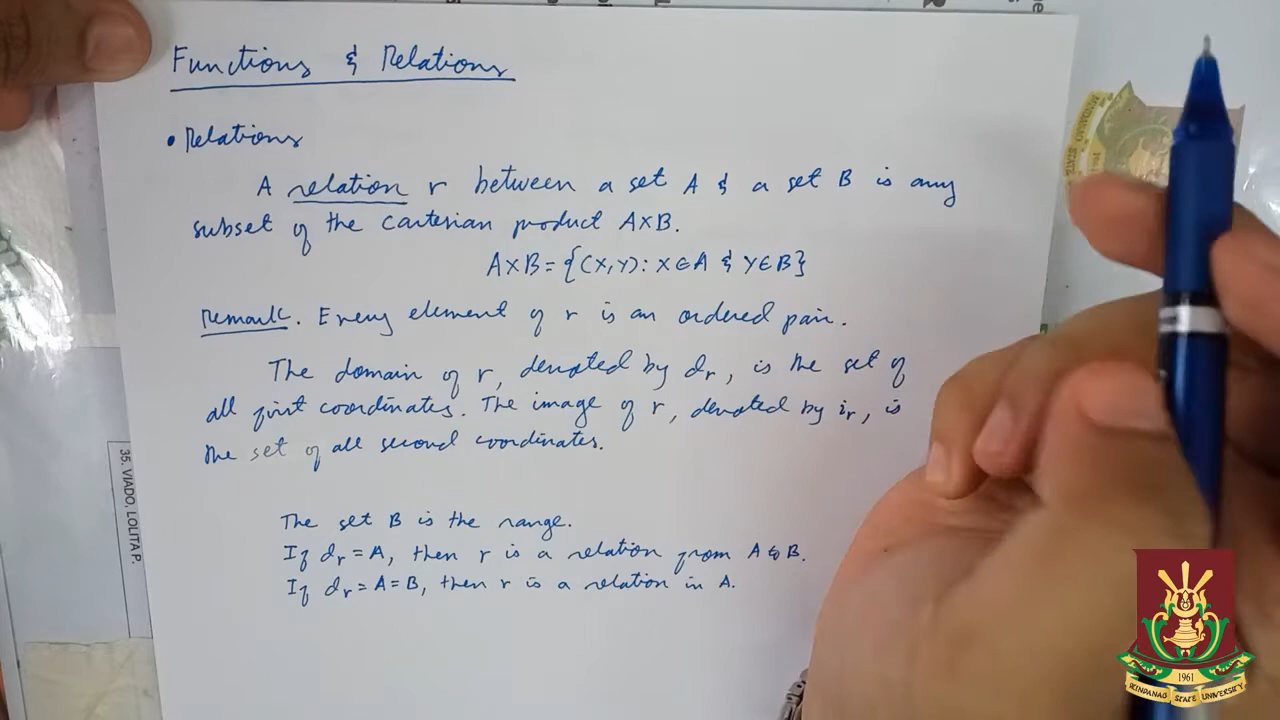 Functions & Relations
• Relations
A relation r between a set A & a set B is any
subset of the Cartesian product A×B.
A×B = {(x,y): x∈A & y∈B}
Remark. Every element of r is an ordered pair.
The domain of r, denoted by dᵣ, is the set of
all first coordinates. The image of r, denoted by iᵣ, is
the set of all second coordinates.
The set B is the range.
If dᵣ = A, then r is a relation from A to B.
If dᵣ = A = B, then r is a relation in A.
35. VIADO, LOLITA P.
1961
MINDANAO STATE UNIVERSITY